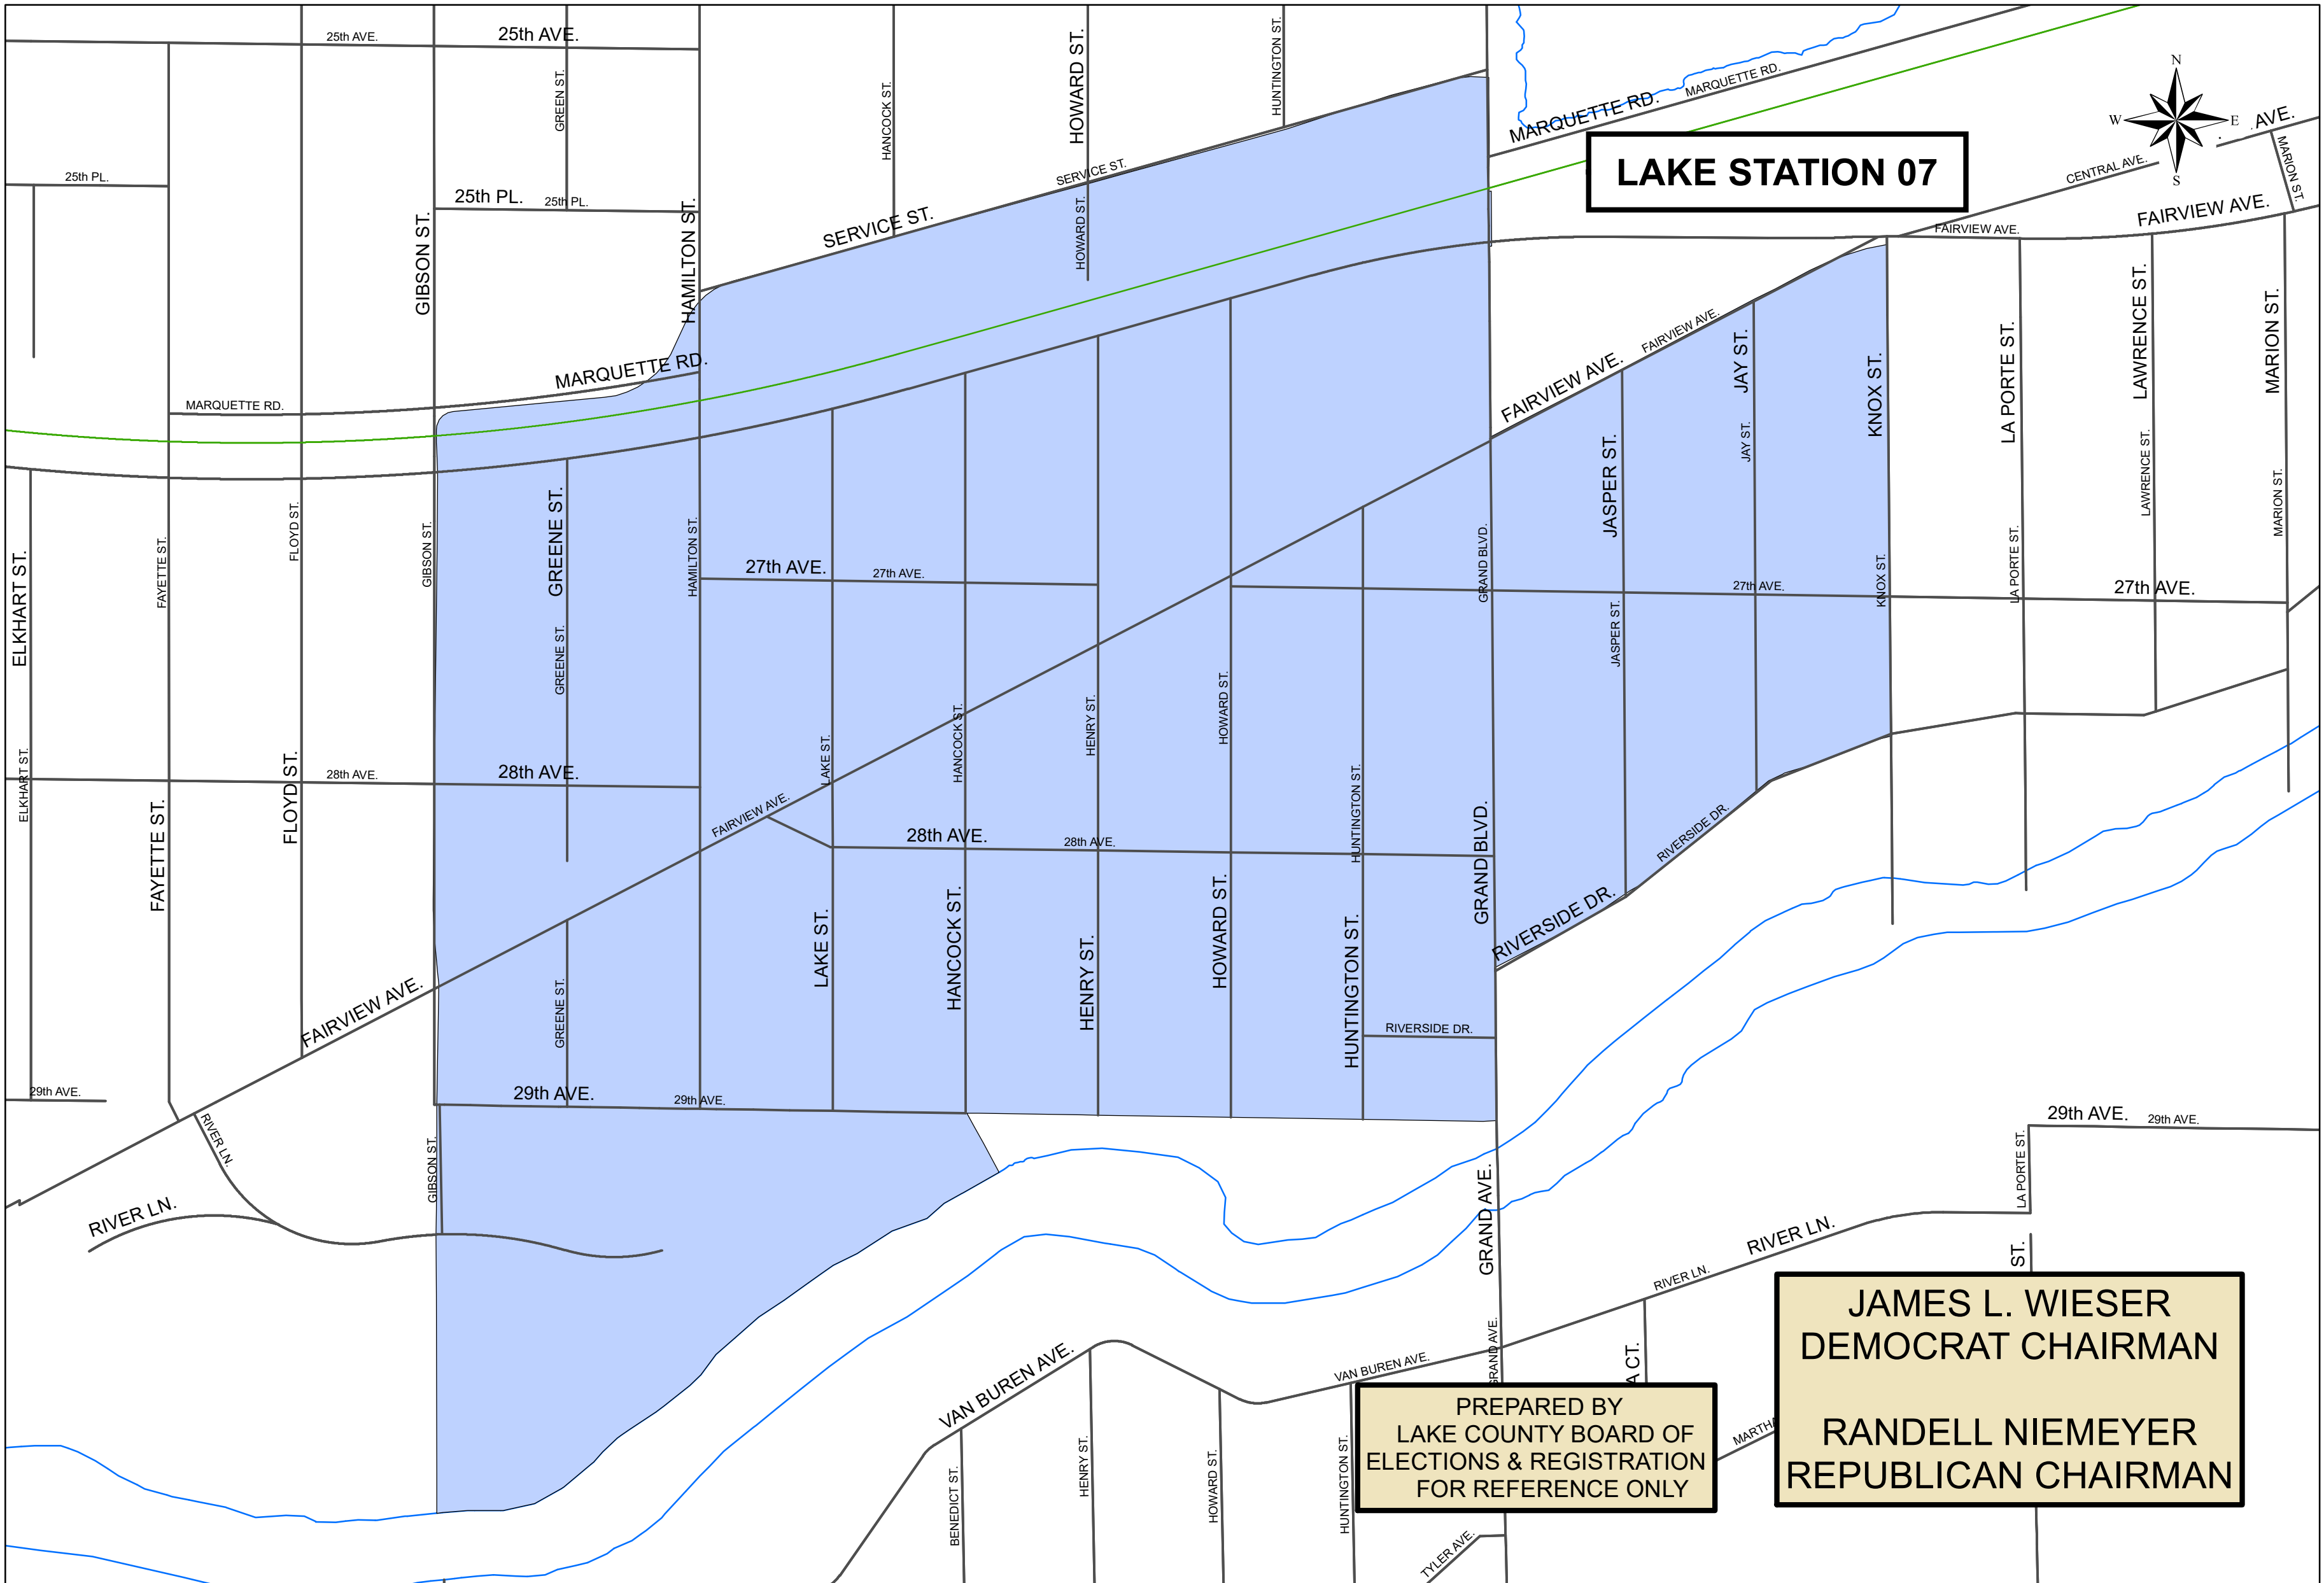 25th AVE.
25th AVE.
GREEN ST.
HANCOCK ST.
HOWARD ST.
HUNTINGTON ST.
MARQUETTE RD.
MARQUETTE RD.
N
W
E
S
AVE.
MARION ST.
CENTRAL AVE.
LAKE STATION 07
25th PL.
25th PL.
25th PL.
GIBSON ST.
HAMILTON ST.
SERVICE ST.
SERVICE ST.
HOWARD ST.
FAIRVIEW AVE.
FAIRVIEW AVE.
MARQUETTE RD.
MARQUETTE RD.
FAIRVIEW AVE.
FAIRVIEW AVE.
JAY ST.
JAY ST.
KNOX ST.
LA PORTE ST.
LAWRENCE ST.
MARION ST.
ELKHART ST.
FAYETTE ST.
FLOYD ST.
GIBSON ST.
GREENE ST.
HAMILTON ST.
27th AVE.
27th AVE.
GRAND BLVD.
JASPER ST.
JASPER ST.
27th AVE.
KNOX ST.
LA PORTE ST.
LAWRENCE ST.
MARION ST.
27th AVE.
GREENE ST.
ELKHART ST.
28th AVE.
28th AVE.
FLOYD ST.
FAYETTE ST.
FAIRVIEW AVE.
LAKE ST.
HANCOCK ST.
HENRY ST.
HOWARD ST.
HUNTINGTON ST.
28th AVE.
28th AVE.
GRAND BLVD.
RIVERSIDE DR.
RIVERSIDE DR.
LAKE ST.
HANCOCK ST.
HENRY ST.
HOWARD ST.
HUNTINGTON ST.
RIVERSIDE DR.
FAIRVIEW AVE.
GREENE ST.
29th AVE.
29th AVE.
29th AVE.
RIVER LN.
RIVER LN.
GIBSON ST.
GRAND AVE.
29th AVE.
29th AVE.
LA PORTE ST.
RIVER LN.
RIVER LN.
ST.
VAN BUREN AVE.
VAN BUREN AVE.
GRAND AVE.
A CT.
MARTHA
BENEDICT ST.
HENRY ST.
HOWARD ST.
HUNTINGTON ST.
TYLER AVE.
PREPARED BY
LAKE COUNTY BOARD OF
ELECTIONS & REGISTRATION
FOR REFERENCE ONLY
JAMES L. WIESER
DEMOCRAT CHAIRMAN
RANDELL NIEMEYER
REPUBLICAN CHAIRMAN